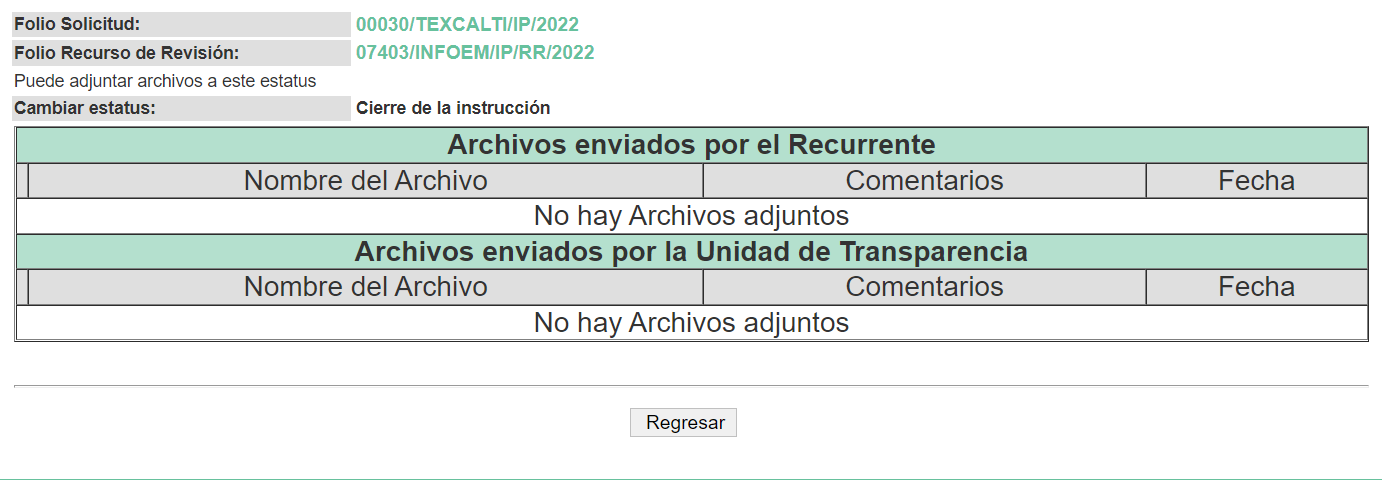 Folio Solicitud: 00030/TEXCALTI/IP/2022
Folio Recurso de Revisión: 07403/INFOEM/IP/RR/2022
Puede adjuntar archivos a este estatus
Cambiar estatus: Cierre de la instrucción
Archivos enviados por el Recurrente
Nombre del Archivo Comentarios Fecha
No hay Archivos adjuntos
Archivos enviados por la Unidad de Transparencia
Nombre del Archivo Comentarios Fecha
No hay Archivos adjuntos
Regresar